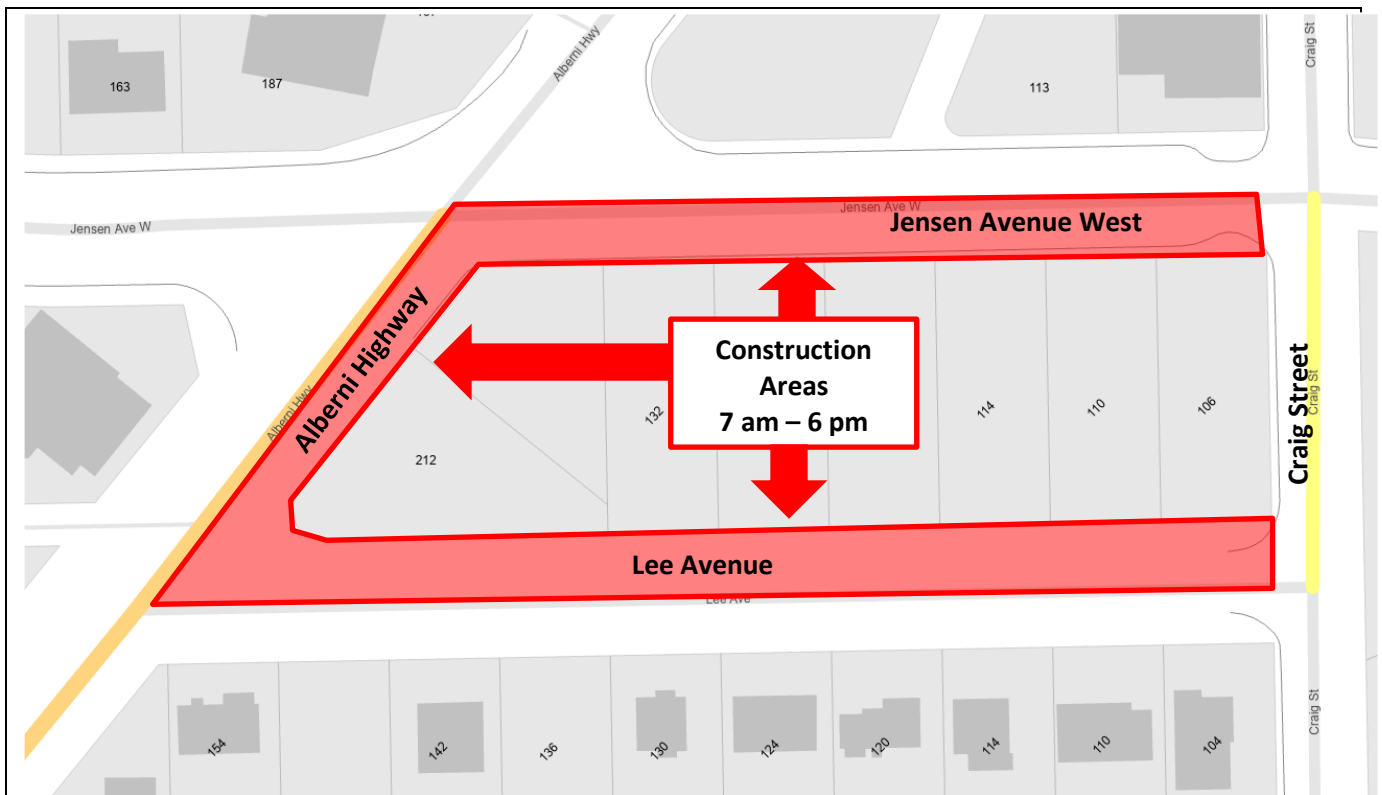 Craig St
Alberni Hwy
163
187
113
Jensen Ave W
Jensen Ave W
Jensen Avenue West
Alberni Highway
Alberni Hwy
Construction
Areas
7 am – 6 pm
132
114
110
106
Craig Street
Craig St
212
Lee Avenue
Lee Ave
154
142
136
130
124
120
114
110
104
Craig St